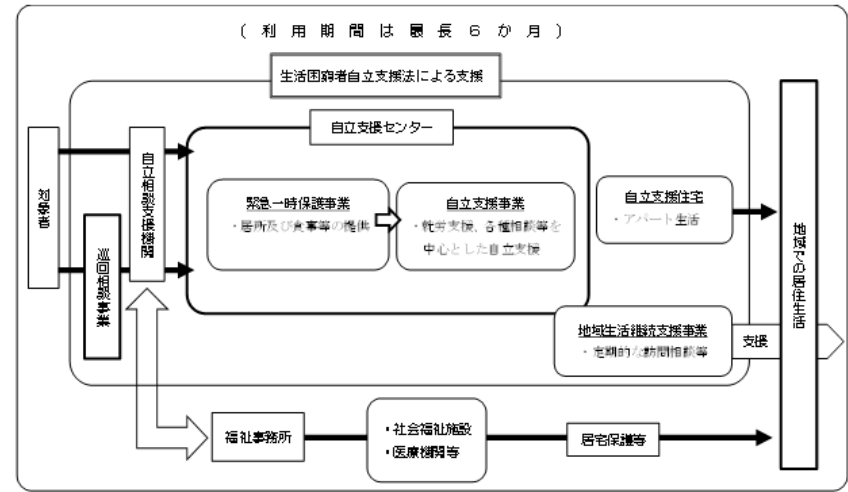 (利用期間は最長6か月)
生活困窮者自立支援法による支援
自立支援センター
対象者
自立相談支援機関
巡回相談事業
緊急一時保護事業
・居所及び食事等の提供
自立支援事業
・就労支援、各種相談等を
中心とした自立支援
自立支援住宅
・アパート生活
地域生活継続支援事業
・定期的な訪問相談等
支援
地域での居住生活
福祉事務所
・社会福祉施設
・医療機関等
居宅保護等